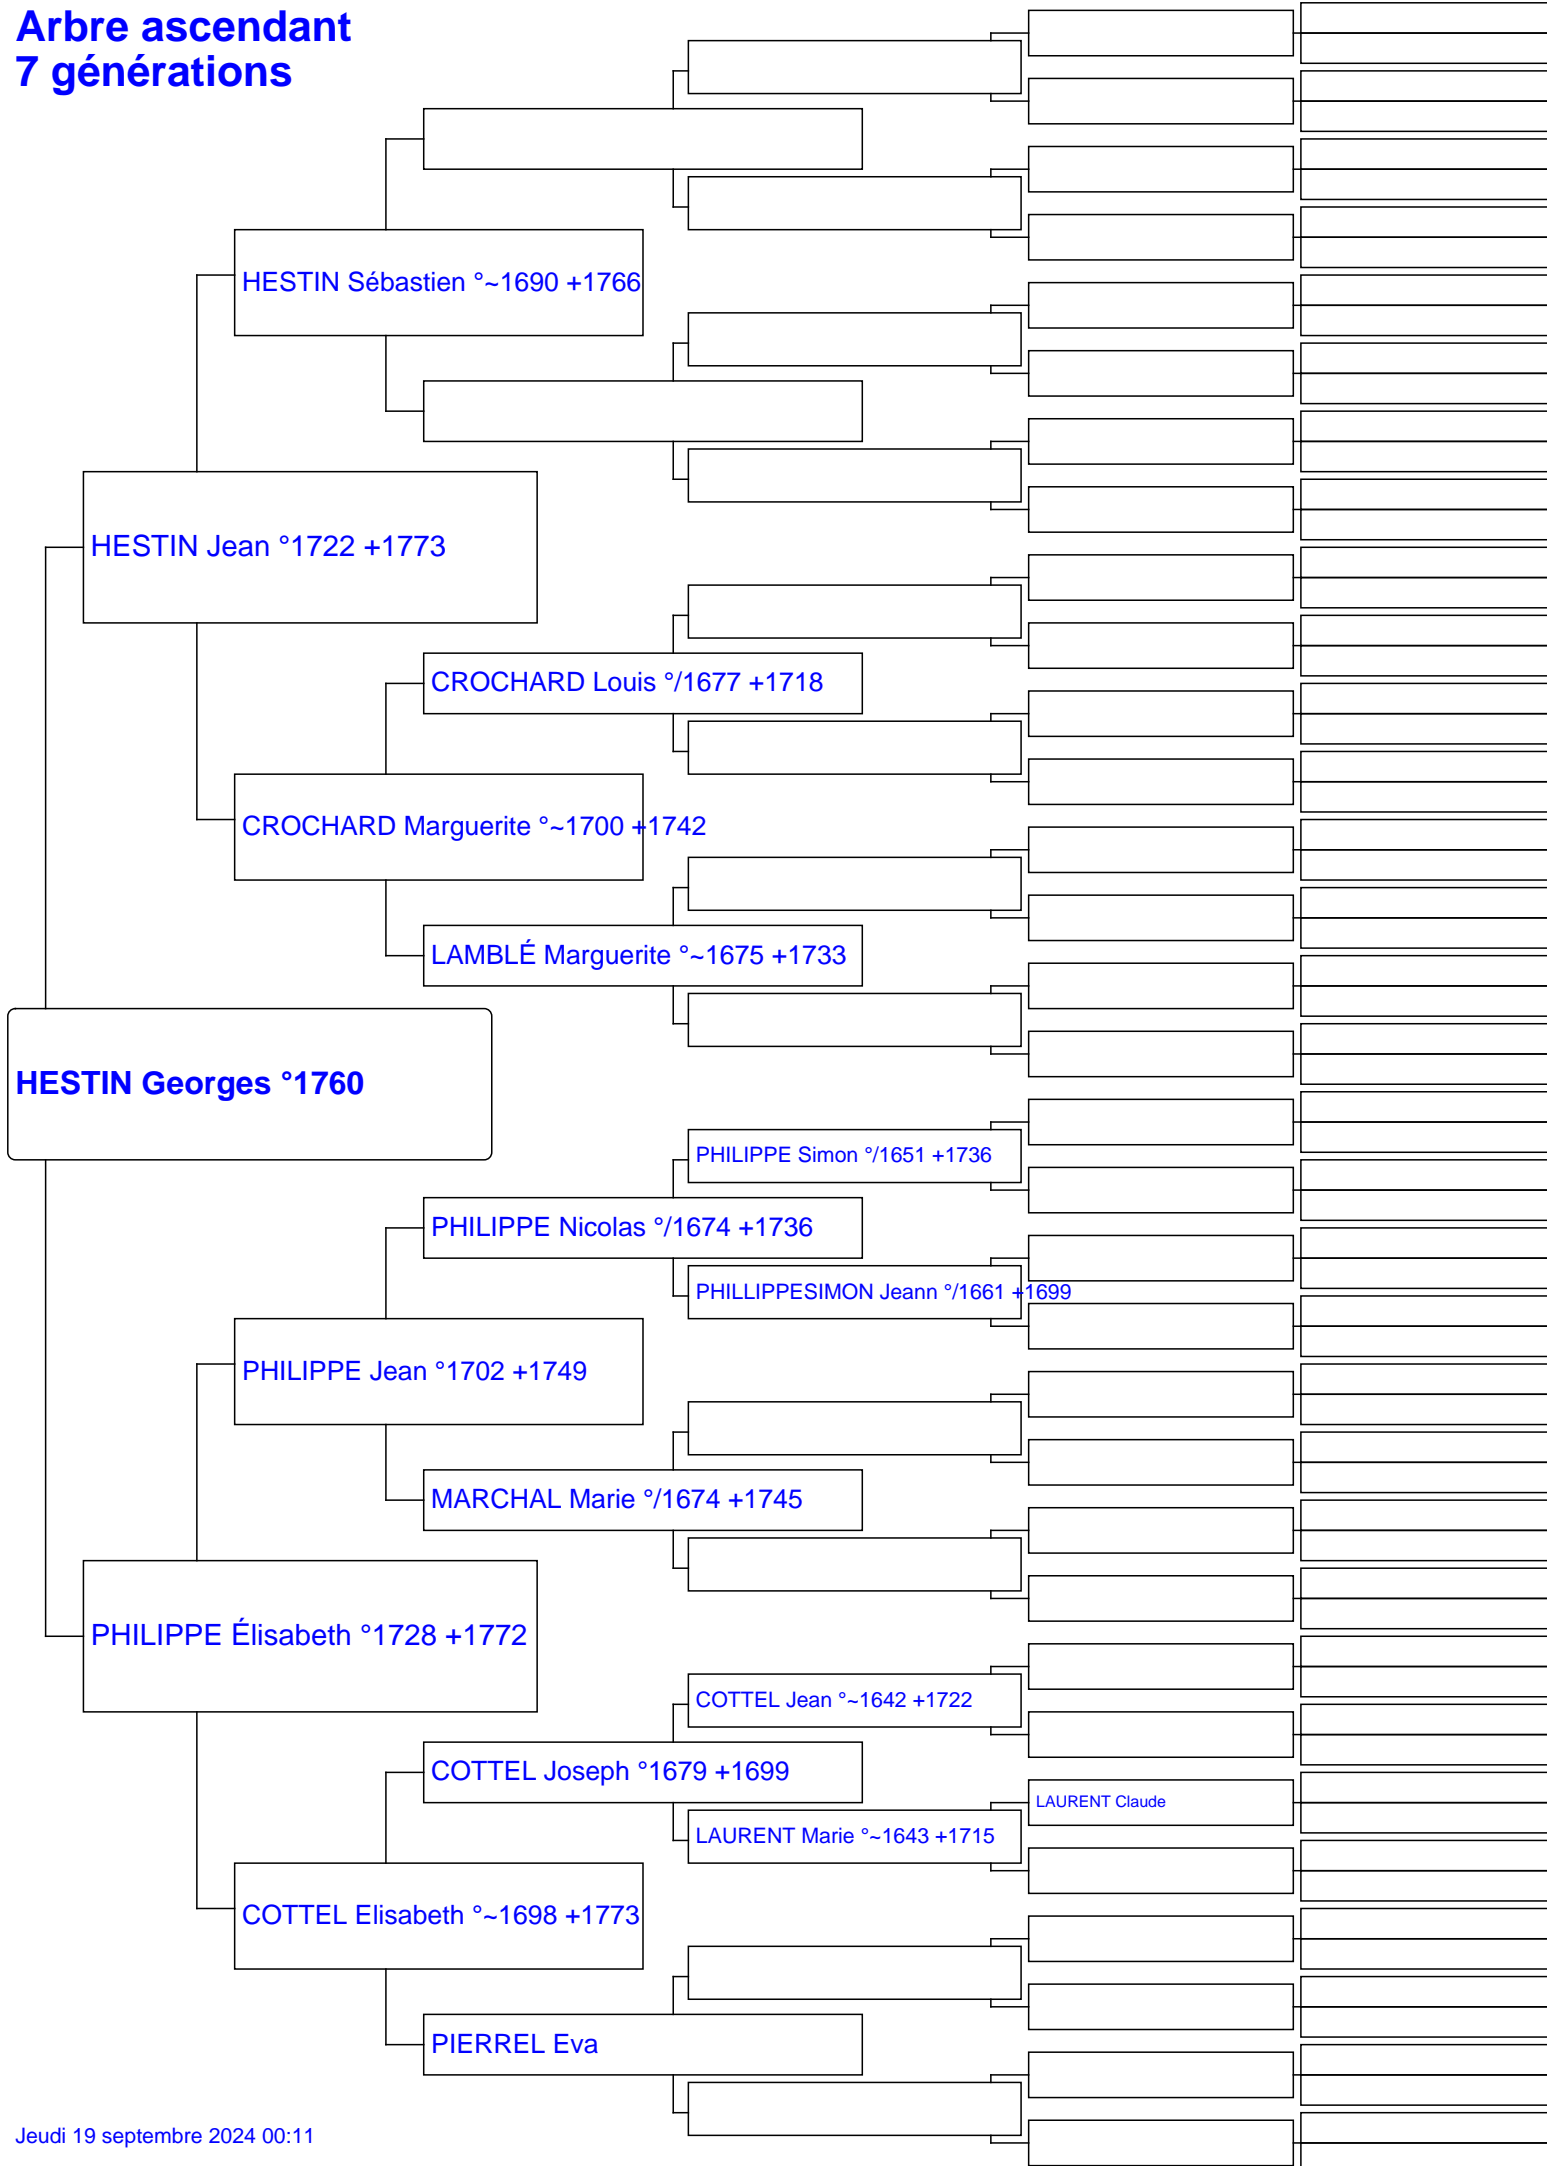 Arbre ascendant
7 générations
HESTIN Sébastien °~1690 +1766
HESTIN Jean °1722 +1773
CROCHARD Louis °/1677 +1718
CROCHARD Marguerite °~1700 +1742
LAMBLÉ Marguerite °~1675 +1733
HESTIN Georges °1760
PHILIPPE Simon °/1651 +1736
PHILIPPE Nicolas °/1674 +1736
PHILLIPPESIMON Jeann °/1661 +1699
PHILIPPE Jean °1702 +1749
MARCHAL Marie °/1674 +1745
PHILIPPE Élisabeth °1728 +1772
COTTEL Jean °~1642 +1722
COTTEL Joseph °1679 +1699
LAURENT Claude
LAURENT Marie °~1643 +1715
COTTEL Elisabeth °~1698 +1773
PIERREL Eva
Jeudi 19 septembre 2024 00:11